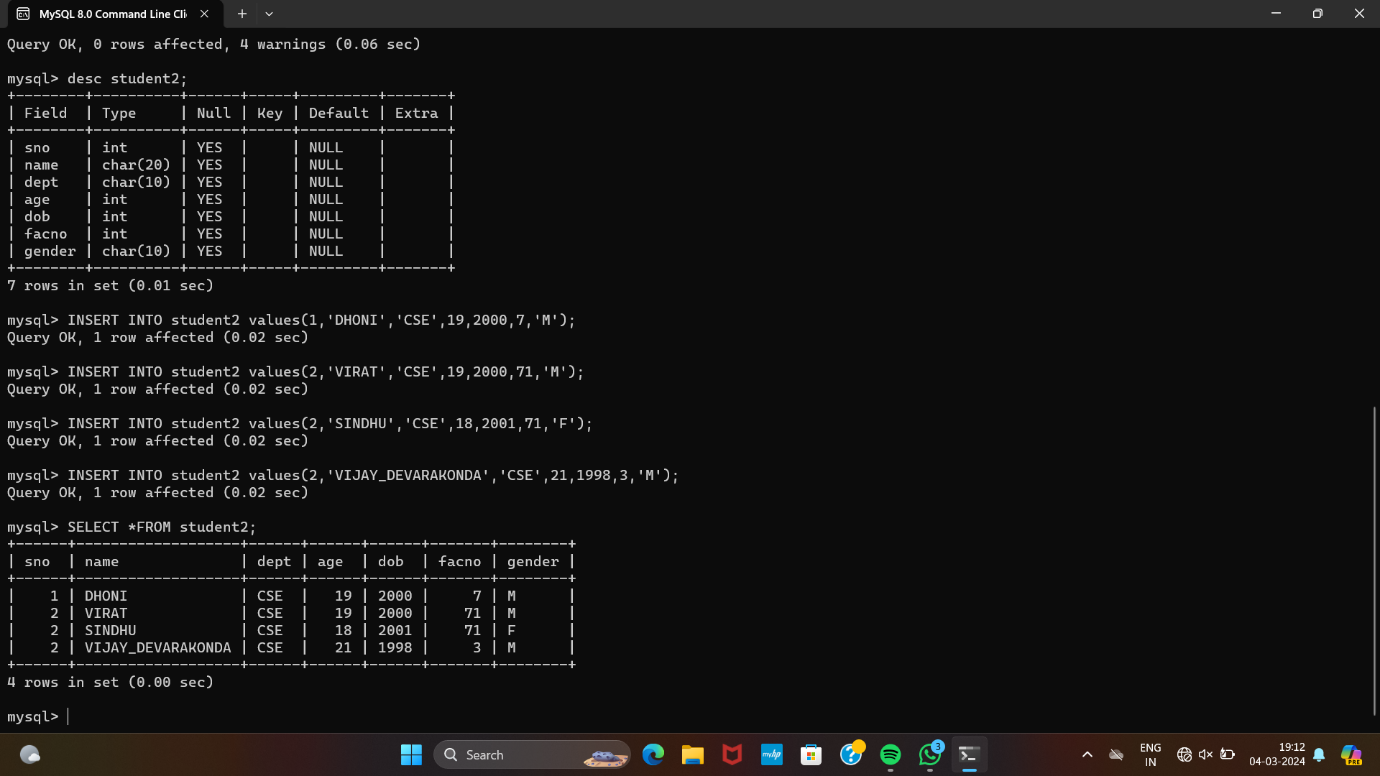 MySQL 8.0 Command Line Cli
Query OK, 0 rows affected, 4 warnings (0.06 sec)
mysql> desc student2;
+--------+----------+------+-----+---------+-------+
| Field  | Type     | Null | Key | Default | Extra |
+--------+----------+------+-----+---------+-------+
| sno    | int      | YES  |     | NULL    |       |
| name   | char(20) | YES  |     | NULL    |       |
| dept   | char(10) | YES  |     | NULL    |       |
| age    | int      | YES  |     | NULL    |       |
| dob    | int      | YES  |     | NULL    |       |
| facno  | int      | YES  |     | NULL    |       |
| gender | char(10) | YES  |     | NULL    |       |
+--------+----------+------+-----+---------+-------+
7 rows in set (0.01 sec)
mysql> INSERT INTO student2 values(1,'DHONI','CSE',19,2000,7,'M');
Query OK, 1 row affected (0.02 sec)
mysql> INSERT INTO student2 values(2,'VIRAT','CSE',19,2000,71,'M');
Query OK, 1 row affected (0.02 sec)
mysql> INSERT INTO student2 values(2,'SINDHU','CSE',18,2001,71,'F');
Query OK, 1 row affected (0.02 sec)
mysql> INSERT INTO student2 values(2,'VIJAY_DEVARAKONDA','CSE',21,1998,3,'M');
Query OK, 1 row affected (0.02 sec)
mysql> SELECT *FROM student2;
+------+-------------------+------+------+------+-------+--------+
| sno  | name              | dept | age  | dob  | facno | gender |
+------+-------------------+------+------+------+-------+--------+
|    1 | DHONI             | CSE  |   19 | 2000 |     7 | M      |
|    2 | VIRAT             | CSE  |   19 | 2000 |    71 | M      |
|    2 | SINDHU            | CSE  |   18 | 2001 |    71 | F      |
|    2 | VIJAY_DEVARAKONDA | CSE  |   21 | 1998 |     3 | M      |
+------+-------------------+------+------+------+-------+--------+
4 rows in set (0.00 sec)
mysql>
Search
myhp
3
ENG
IN
19:12
04-03-2024
PRE